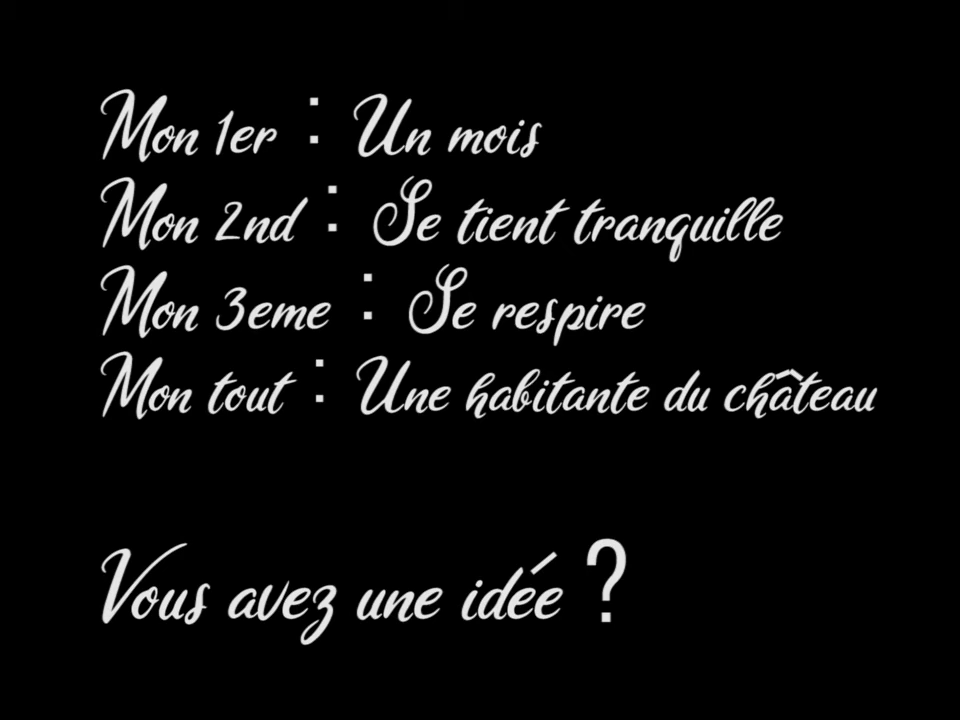 Mon 1er : Un mois
Mon 2nd : Se tient tranquille
Mon 3eme : Se respire
Mon tout : Une habitante du château
Vous avez une idée ?